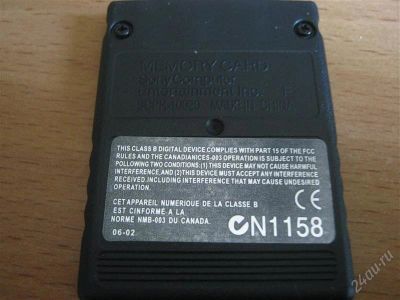 MEMORY CARD
Sony Computer
Entertainment Inc.
MADE IN CHINA
THIS CLASS B DIGITAL DEVICE COMPLIES WITH PART 15 OF THE FCC
RULES AND THE CANADIANICES-003 OPERATION IS SUBJECT TO THE
FOLLOWING TWO CONDITIONS:(1) THIS DEVICE MAY NOT CAUSE HARMFUL
INTERFERENCE,AND (2)THIS DEVICE MUST ACCEPT ANY INTERFERENCE
RECEIVED,INCLUDING INTERFERENCE THAT MAY CAUSE
UNDESIRED OPERATION.
CET APPAREIL NUMERIQUE DE LA CLASSE B
EST CINFORME A LA
NORME NMB-003 DU CANADA.
06-02
CE
N1158
24au.ru